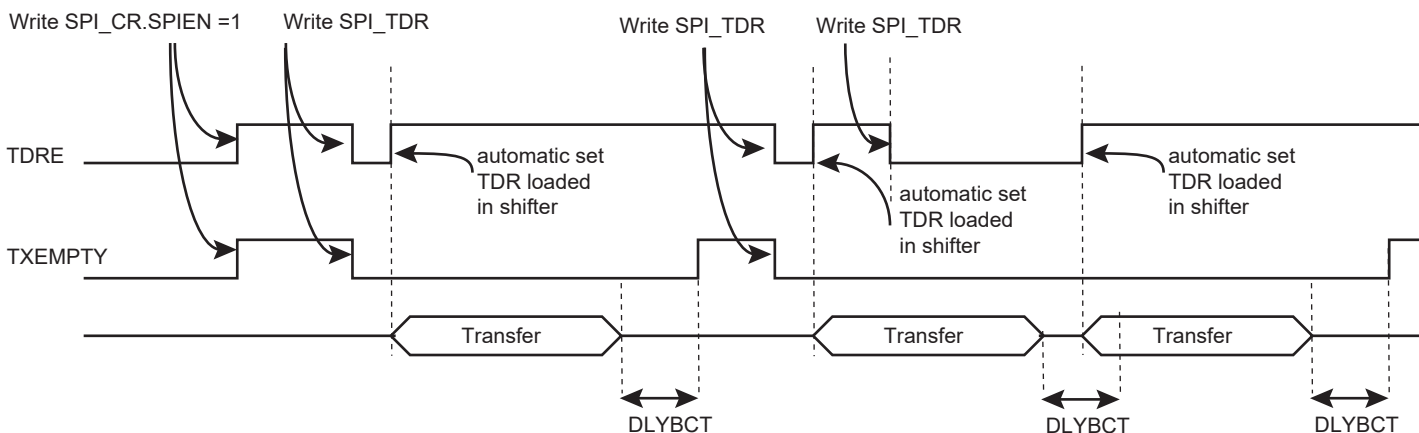 Write SPI_CR.SPIEN =1
Write SPI_TDR
Write SPI_TDR
Write SPI_TDR
TDRE
automatic set
TDR loaded
in shifter
automatic set
TDR loaded
in shifter
automatic set
TDR loaded
in shifter
TXEMPTY
Transfer
Transfer
Transfer
DLYBCT
DLYBCT
DLYBCT